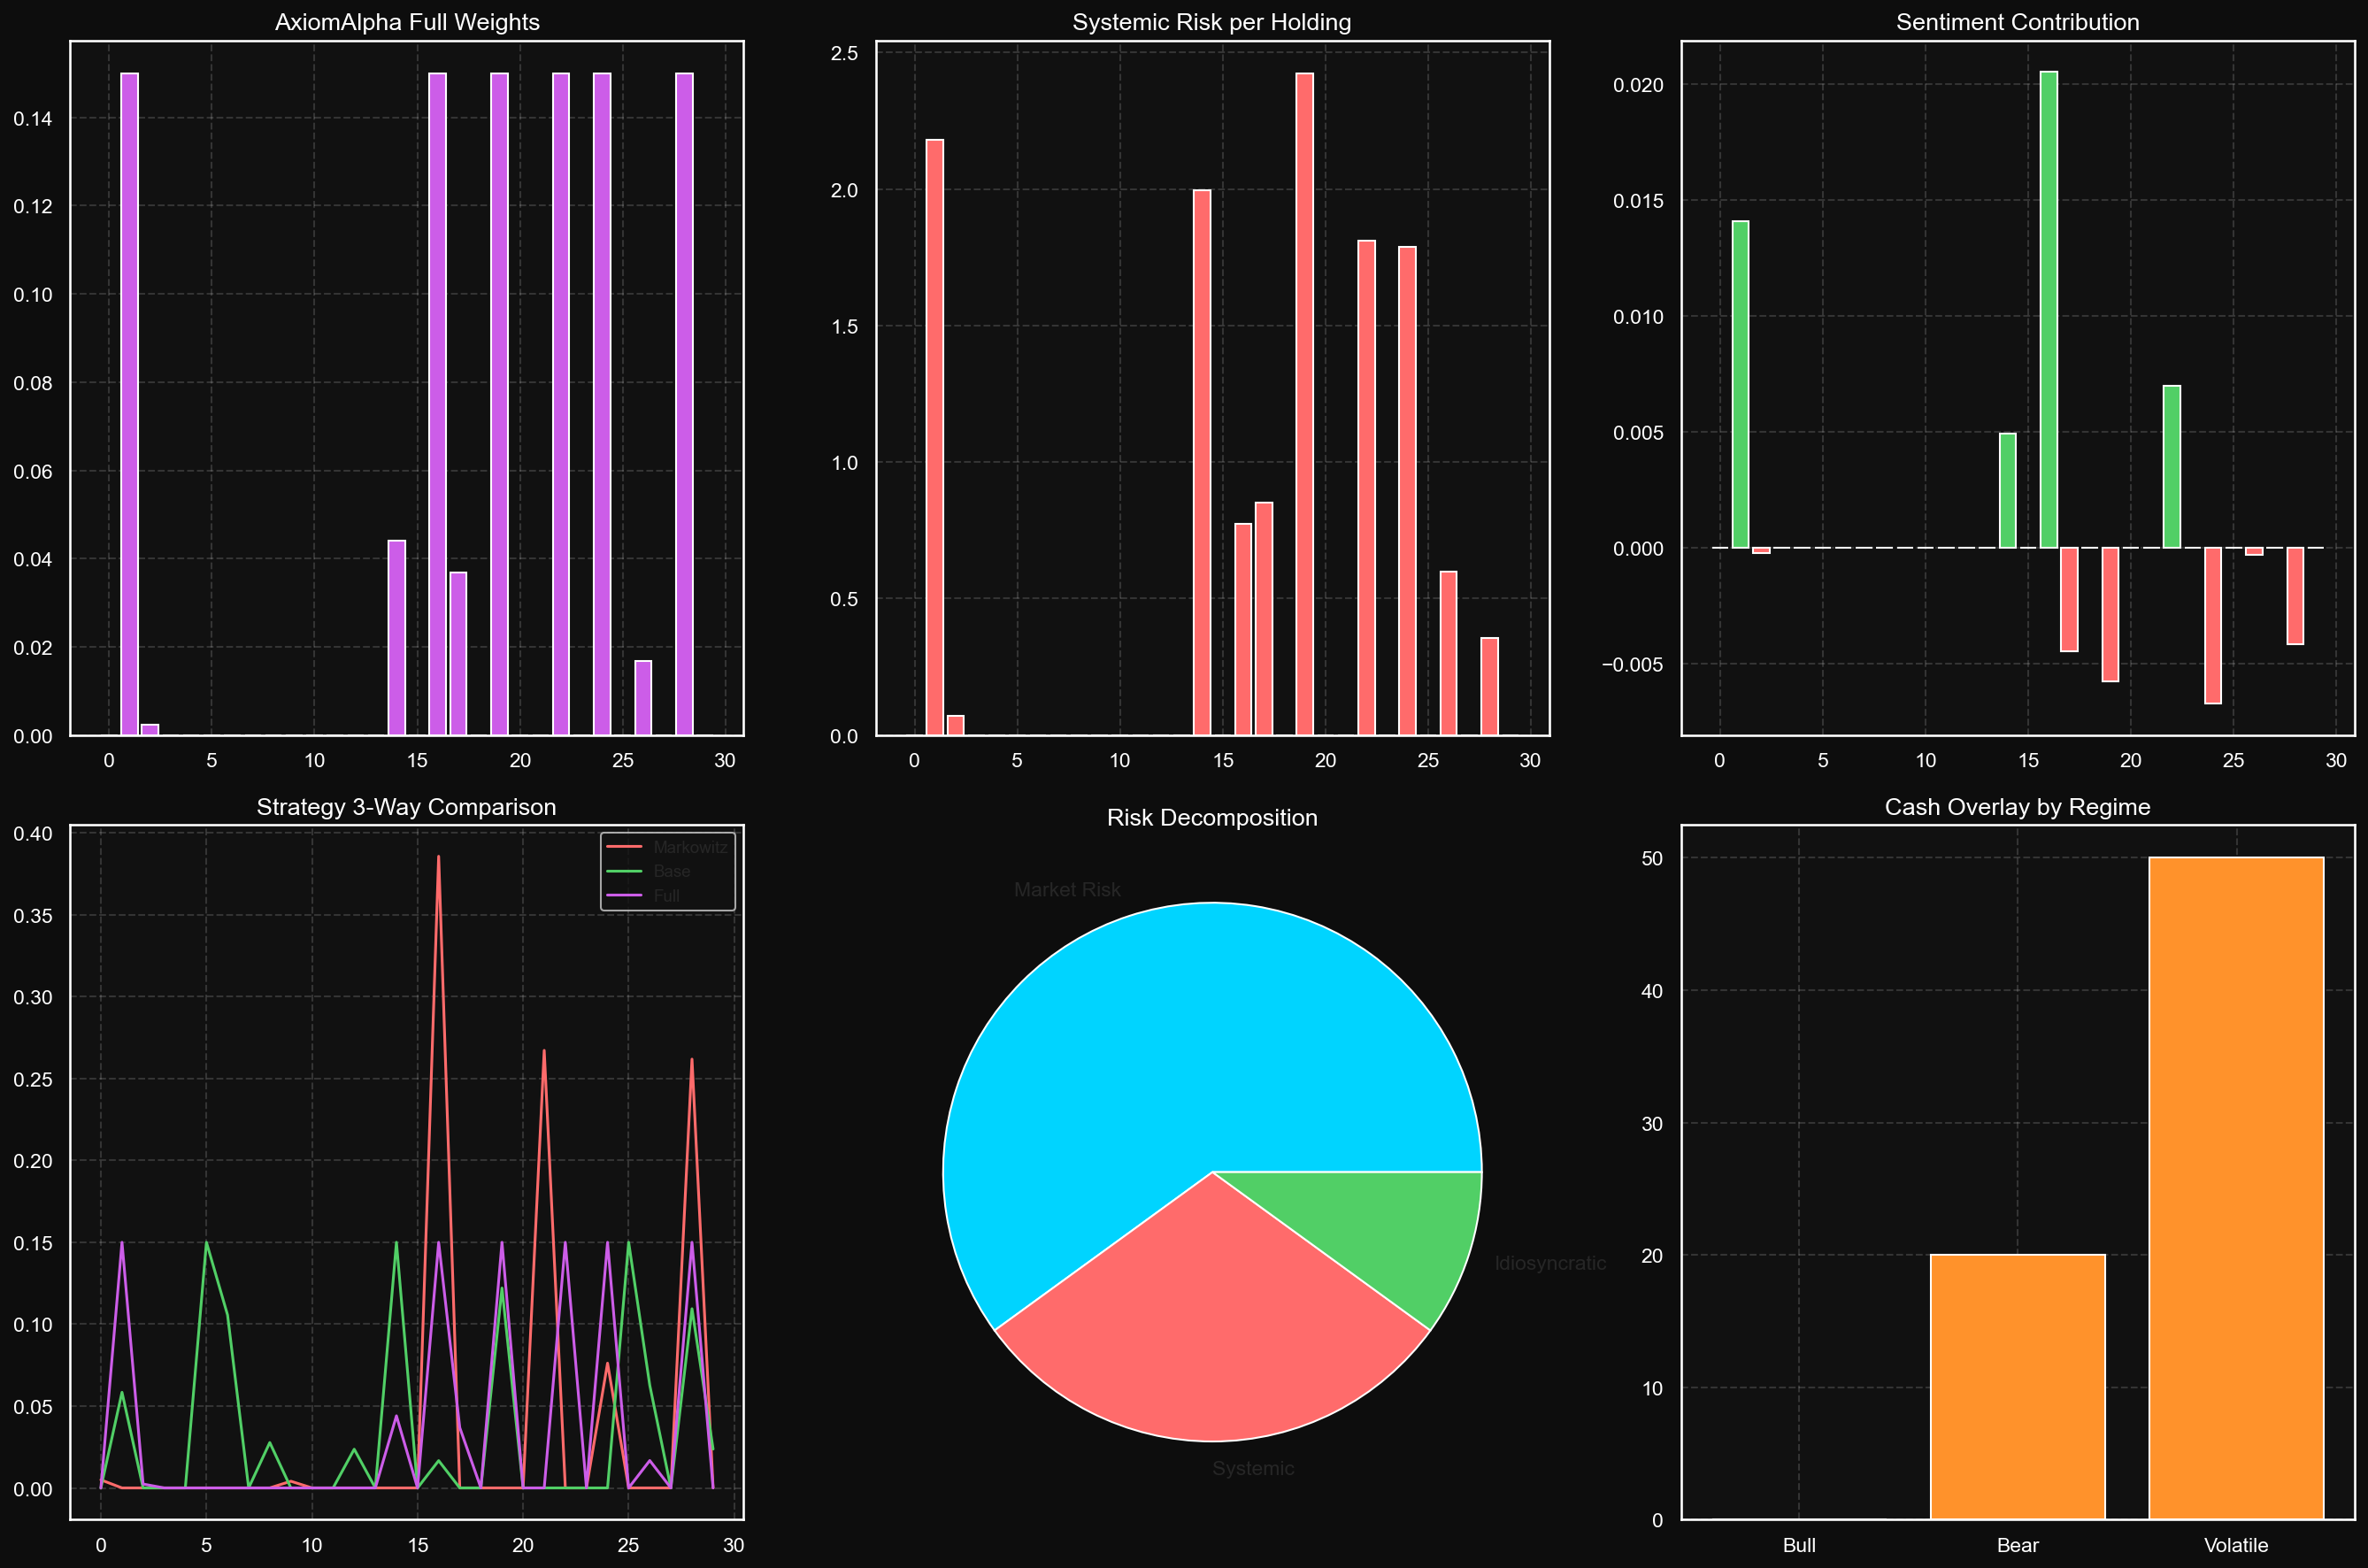 AxiomAlpha Full Weights
0.14
0.12
0.10
0.08
0.06
0.04
0.02
0.00
0 5 10 15 20 25 30
Systemic Risk per Holding
2.5
2.0
1.5
1.0
0.5
0.0
0 5 10 15 20 25 30
Sentiment Contribution
0.020
0.015
0.010
0.005
0.000
−0.005
0 5 10 15 20 25 30
Strategy 3-Way Comparison
0.40
0.35
0.30
0.25
0.20
0.15
0.10
0.05
0.00
0 5 10 15 20 25 30
Markowitz
Base
Full
Risk Decomposition
Market Risk
Idiosyncratic
Systemic
Cash Overlay by Regime
50
40
30
20
10
0
Bull Bear Volatile